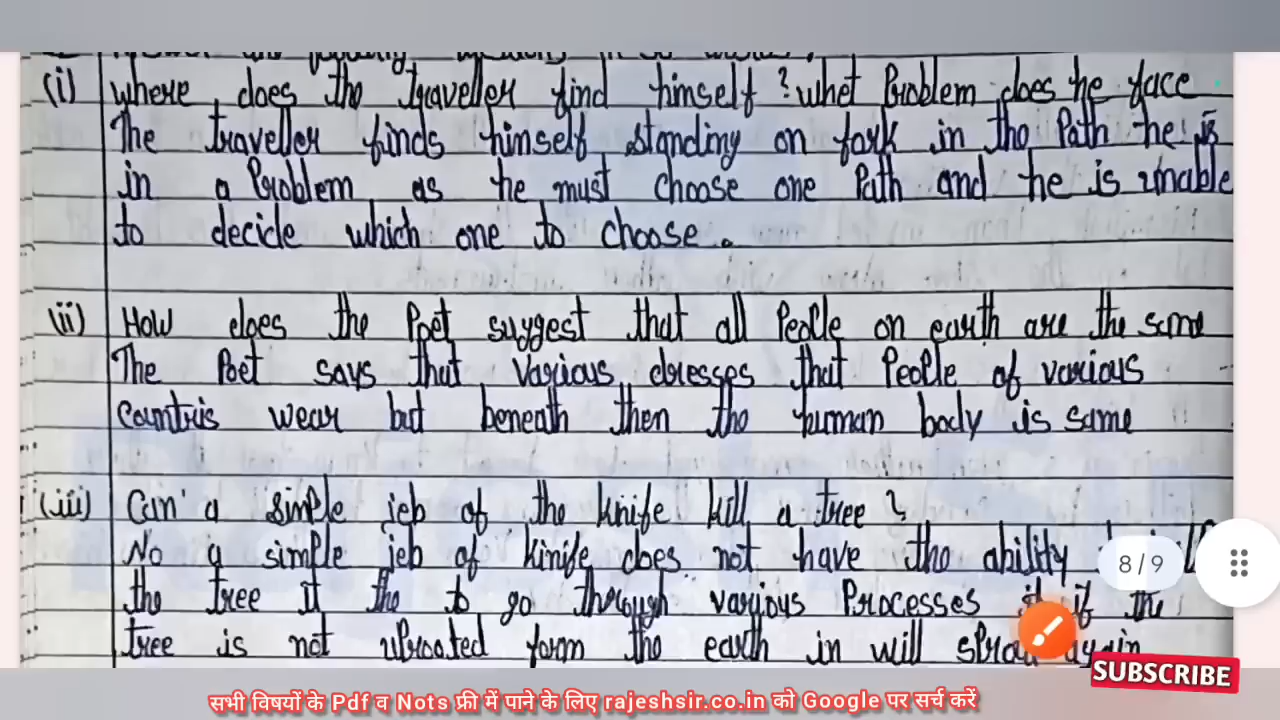 (i) where does the traveller find himself ? whet Problem does he face
The traveller finds himself standing on fork in the Path he is
in a Problem as he must choose one Path and he is unable
to decide which one to choose.
(ii) How does the Poet suggest that all People on earth are the same
The Poet says that various dresses that People of various
countris wear but beneath then the human body is same
(iii) Can a simple jeb of the knife kill a tree ?
No a simple jeb of kinife does not have the ability
the tree it the to go through various Processes if the
tree is not uprooted form the earth in will again
8/9
SUBSCRIBE
सभी विषयों के Pdf व Nots फ्री में पाने के लिए rajeshsir.co.in को Google पर सर्च करें